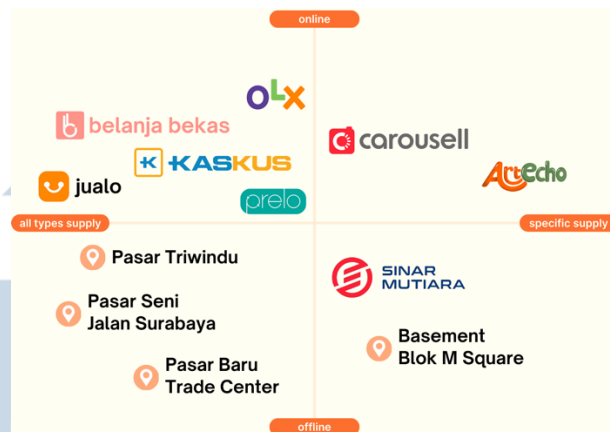 online
OLX
belanja bekas
carousell
K KASKUS
ArtEcho
jualo
prelo
all types supply
specific supply
Pasar Triwindu
SINAR
MUTIARA
Pasar Seni
Jalan Surabaya
Basement
Blok M Square
Pasar Baru
Trade Center
offline